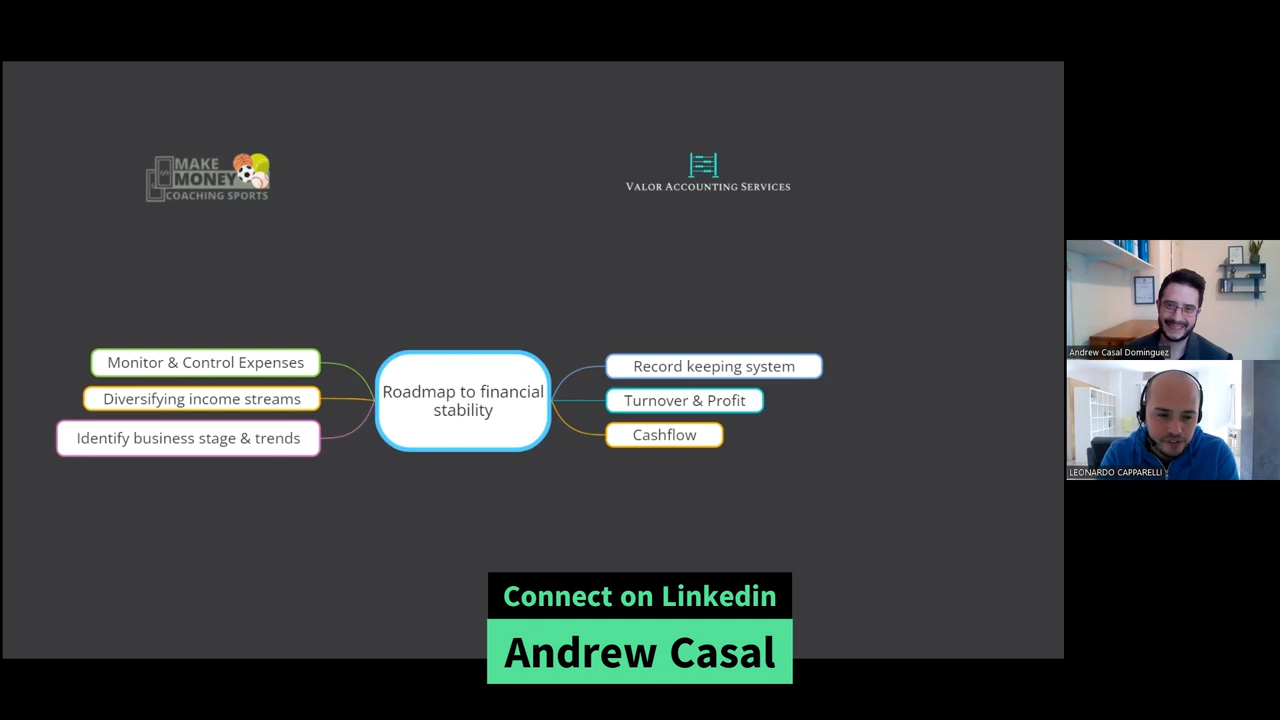 MAKE
MONEY
COACHING SPORTS
VALOR ACCOUNTING SERVICES
Monitor & Control Expenses
Diversifying income streams
Identify business stage & trends
Roadmap to financial
stability
Record keeping system
Turnover & Profit
Cashflow
Andrew Casal Dominguez
LEONARDO CAPPARELLI
Connect on Linkedin
Andrew Casal